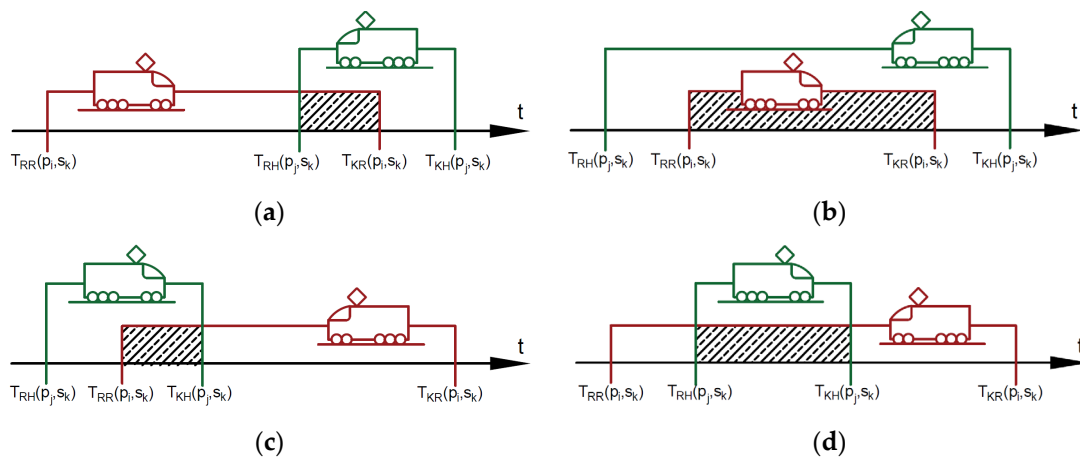 t
T_RR(p_i,s_k) T_RH(p_j,s_k) T_KR(p_i,s_k) T_KH(p_j,s_k)
(a)
t
T_RH(p_j,s_k) T_RR(p_i,s_k) T_KR(p_i,s_k) T_KH(p_j,s_k)
(b)
t
T_RH(p_j,s_k) T_RR(p_i,s_k) T_KH(p_j,s_k) T_KR(p_i,s_k)
(c)
t
T_RR(p_i,s_k) T_RH(p_j,s_k) T_KH(p_j,s_k) T_KR(p_i,s_k)
(d)